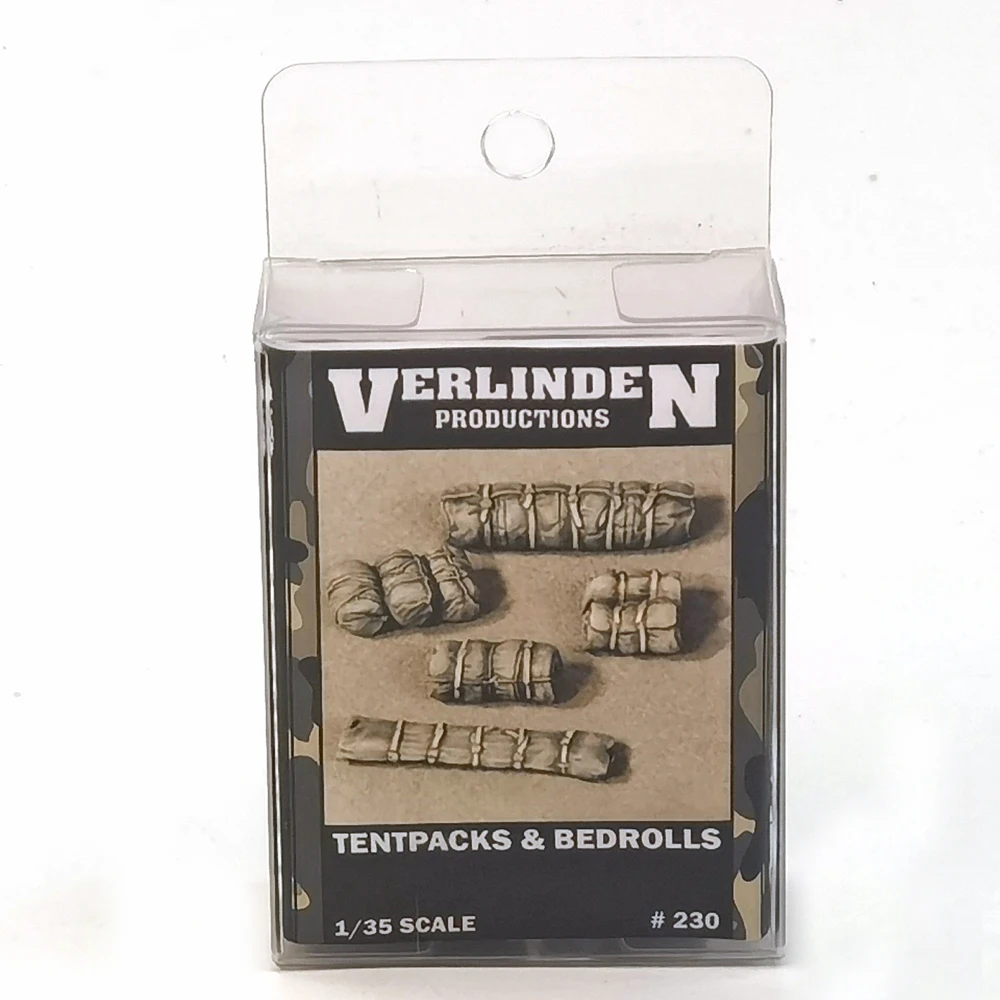 VERLINDEN
PRODUCTIONS
TENTPACKS & BEDROLLS
1/35 SCALE
# 230